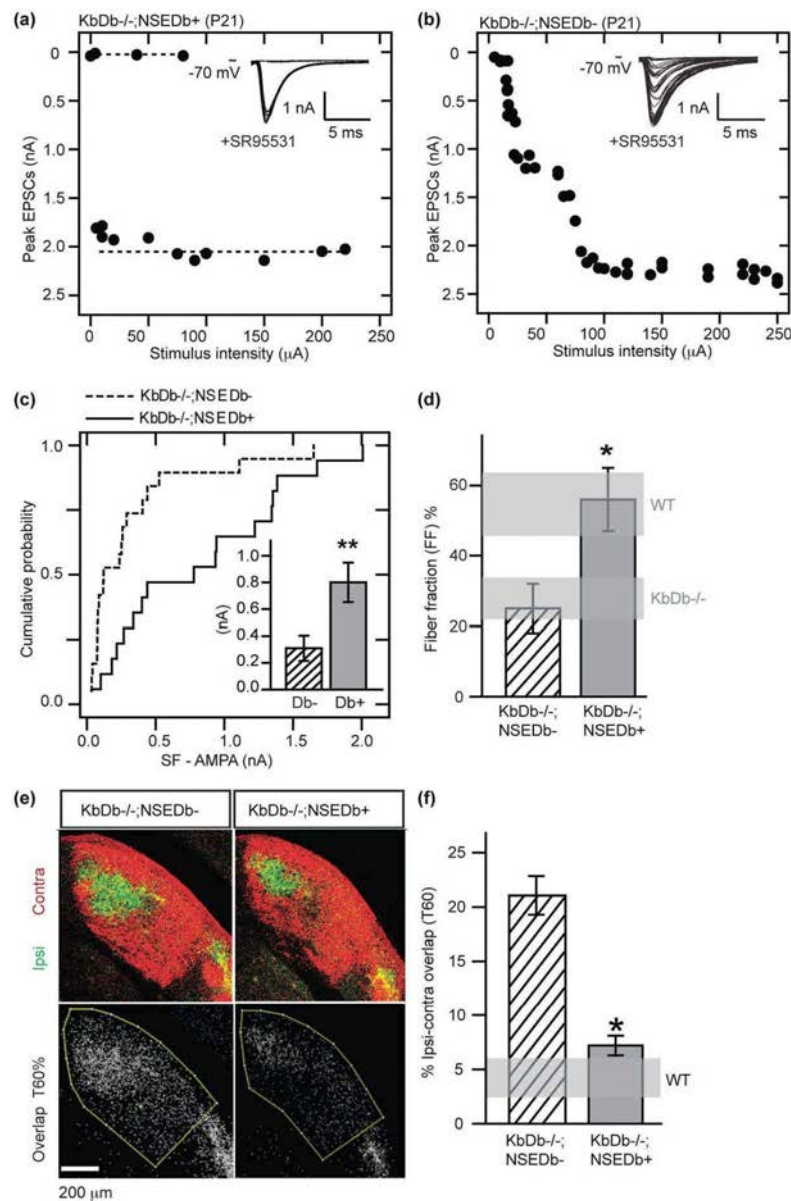 (a)
KbDb-/-;NSEDb+ (P21)
0
0.5
1.0
1.5
2.0
2.5
Peak EPSCs (nA)
-70 mV
1 nA
5 ms
+SR95531
0
50
100
150
200
250
Stimulus intensity (μA)
(b)
KbDb-/-;NSEDb- (P21)
0
0.5
1.0
1.5
2.0
2.5
Peak EPSCs (nA)
-70 mV
1 nA
5 ms
+SR95531
0
50
100
150
200
250
Stimulus intensity (μA)
(c)
KbDb-/-;NSEDb-
KbDb-/-;NSEDb+
1.0
0.5
0.0
Cumulative probability
1.0
0.8
0.6
0.4
0.2
0.0
(nA)
**
Db-
Db+
0.0
0.5
1.0
1.5
2.0
SF - AMPA (nA)
(d)
60
40
20
0
Fiber fraction (FF) %
*
WT
KbDb-/-
KbDb-/-;
NSEDb-
KbDb-/-;
NSEDb+
(e)
KbDb-/-;NSEDb-
KbDb-/-;NSEDb+
Ipsi Contra
Overlap T60%
200 μm
(f)
25
20
15
10
5
0
% Ipsi-contra overlap (T60)
*
WT
KbDb-/-;
NSEDb-
KbDb-/-;
NSEDb+